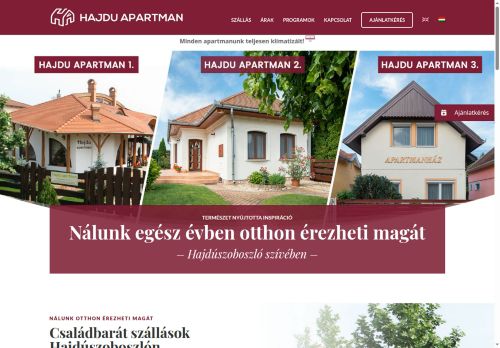 HAJDU APARTMAN
SZÁLLÁS ÁRAK PROGRAMOK KAPCSOLAT AJÁNLATKÉRÉS
Minden apartmanunk teljesen klimatizált!
HAJDU APARTMAN 1. HAJDU APARTMAN 2. HAJDU APARTMAN 3.
Ajánlatkérés
APARTMANHÁZ
TERMÉSZET NYÚJTOTTA INSPIRÁCIÓ
Nálunk egész évben otthon érezheti magát
– Hajdúszoboszló szívében –
NÁLUNK OTTHON ÉREZHETI MAGÁT
Családbarát szállások
Hajdúszoboszlón